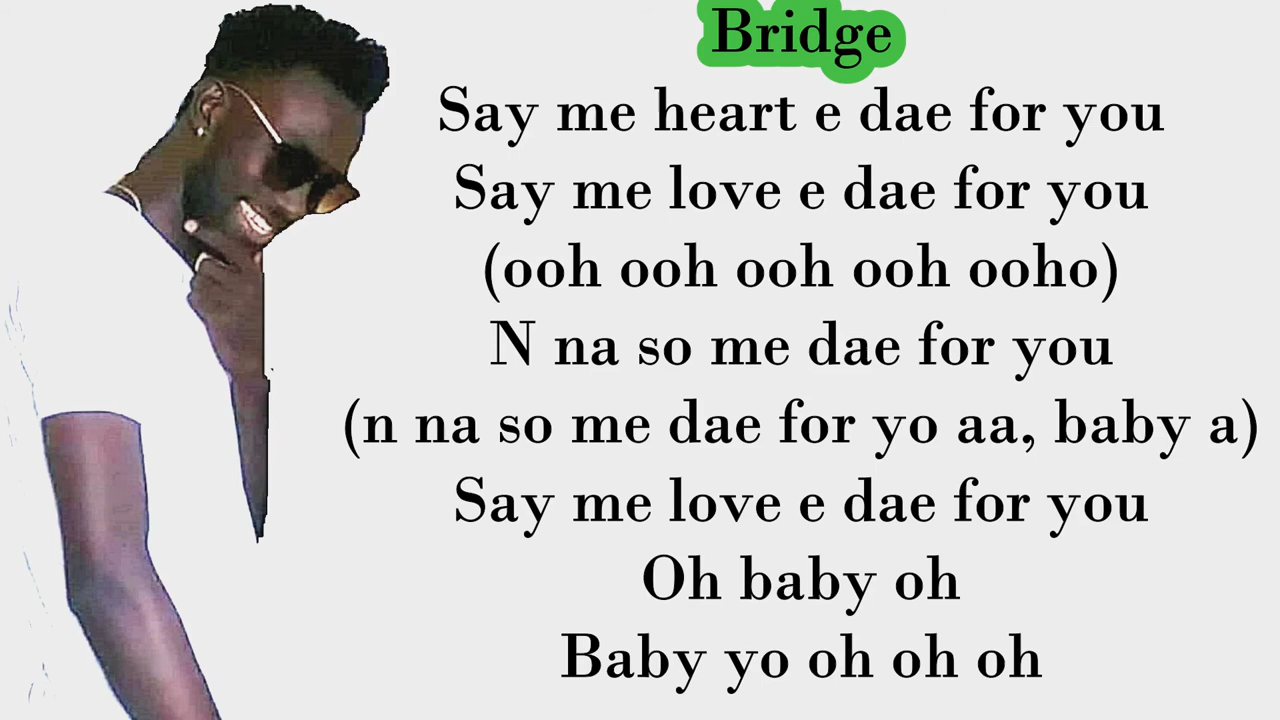 Bridge
Say me heart e dae for you
Say me love e dae for you
(ooh ooh ooh ooh ooho)
N na so me dae for you
(n na so me dae for yo aa, baby a)
Say me love e dae for you
Oh baby oh
Baby yo oh oh oh